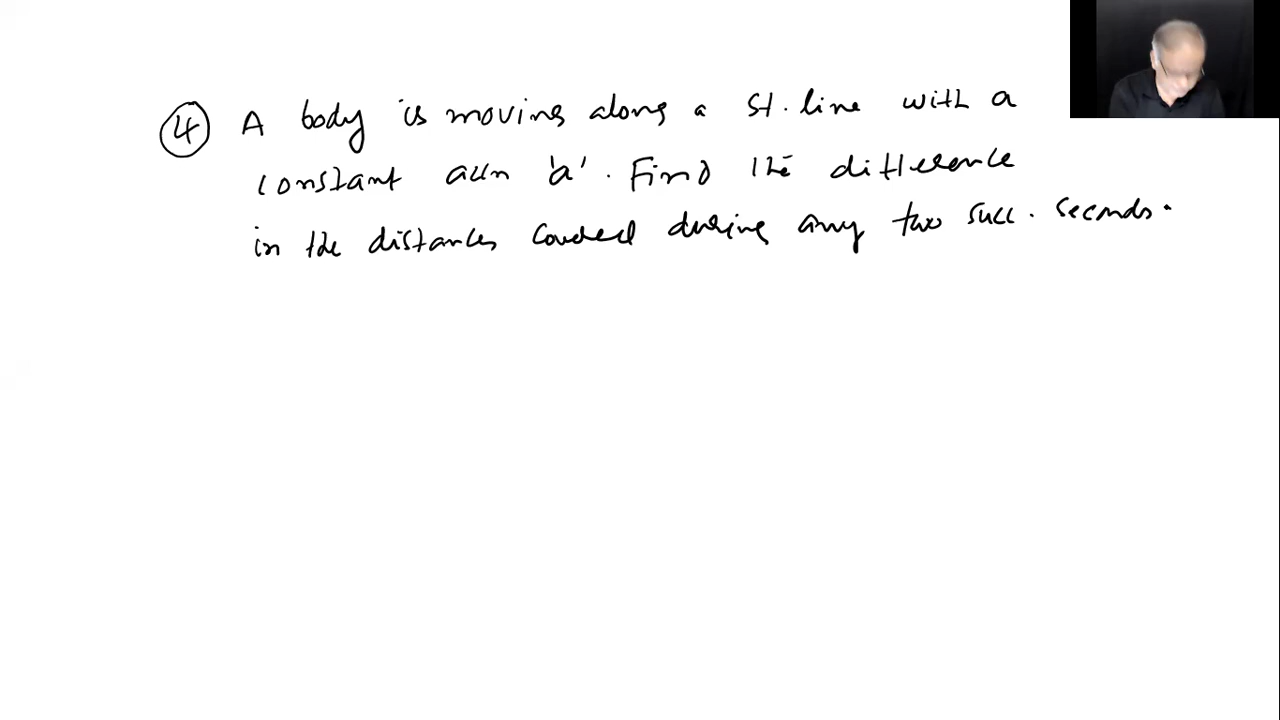 ④ A body is moving along a st. line with a
constant accn 'a'. Find the difference
in the distances covered during any two succ. seconds.